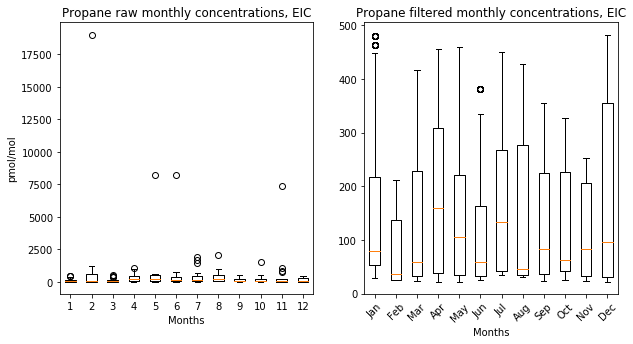 Propane raw monthly concentrations, EIC
pmol/mol
17500
15000
12500
10000
7500
5000
2500
0
1 2 3 4 5 6 7 8 9 10 11 12
Months
Propane filtered monthly concentrations, EIC
500
400
300
200
100
0
Jan Feb Mar Apr May Jun Jul Aug Sep Oct Nov Dec
Months